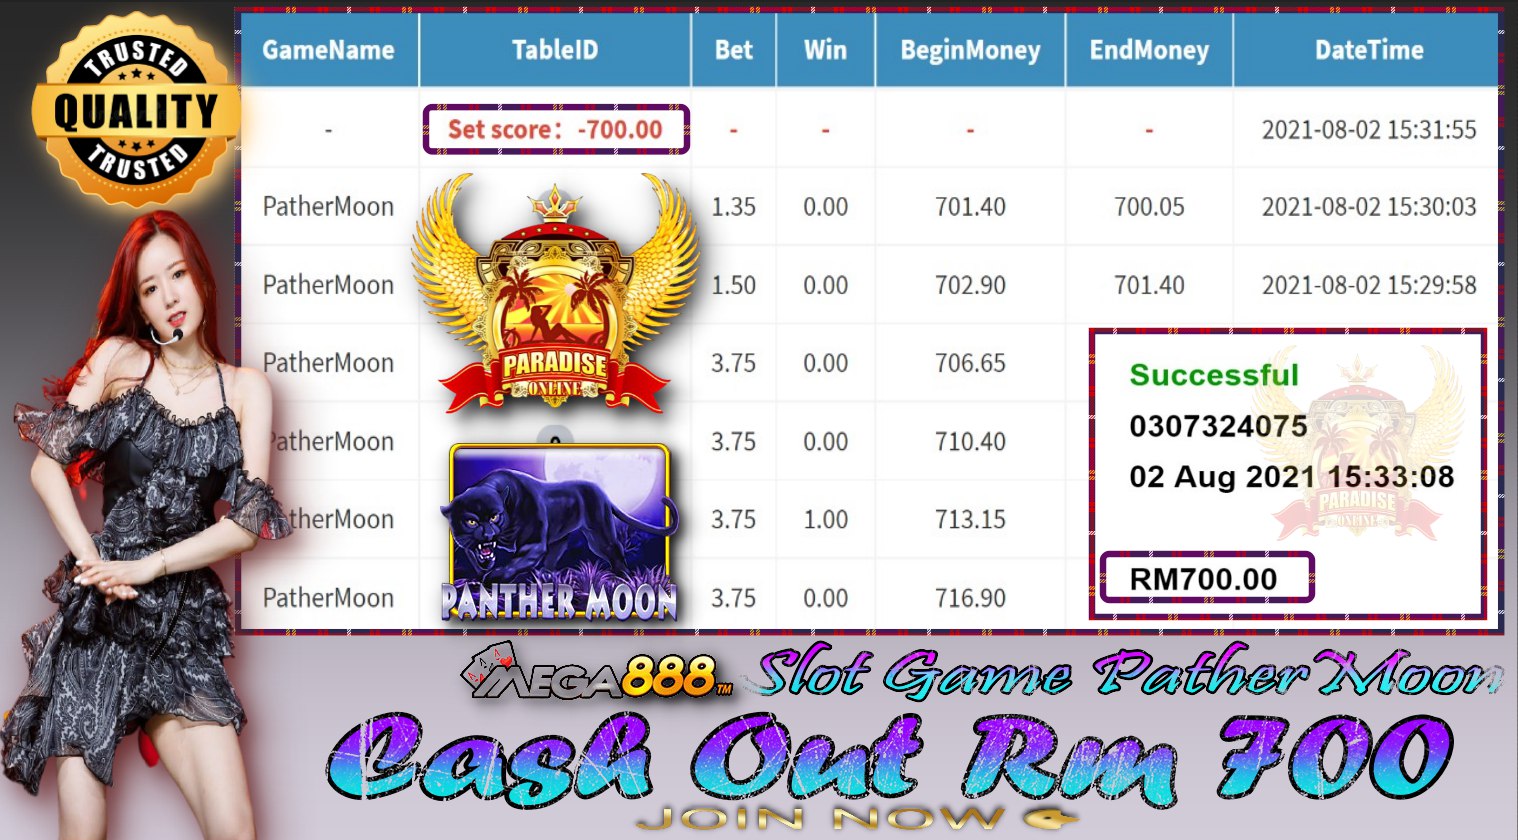 TRUSTED
QUALITY
TRUSTED
GameName TableID Bet Win BeginMoney EndMoney DateTime
- Set score: -700.00 - - - - 2021-08-02 15:31:55
PatherMoon 1.35 0.00 701.40 700.05 2021-08-02 15:30:03
PatherMoon 1.50 0.00 702.90 701.40 2021-08-02 15:29:58
PatherMoon 3.75 0.00 706.65
PatherMoon 3.75 0.00 710.40
therMoon 3.75 1.00 713.15
PatherMoon 3.75 0.00 716.90
PARADISE
ONLINE
PANTHER MOON
Successful
0307324075
02 Aug 2021 15:33:08
PARADISE
ONLINE
RM700.00
MEGA888 TM Slot Game PatherMoon
Cash Out Rm 700
JOIN NOW